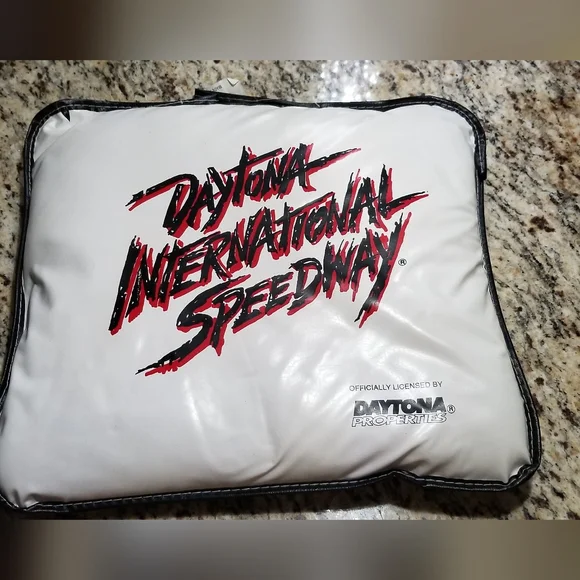 DAYTONA
INTERNATIONAL
SPEEDWAY®
OFFICIALLY LICENSED BY
DAYTONA®
PROPERTIES